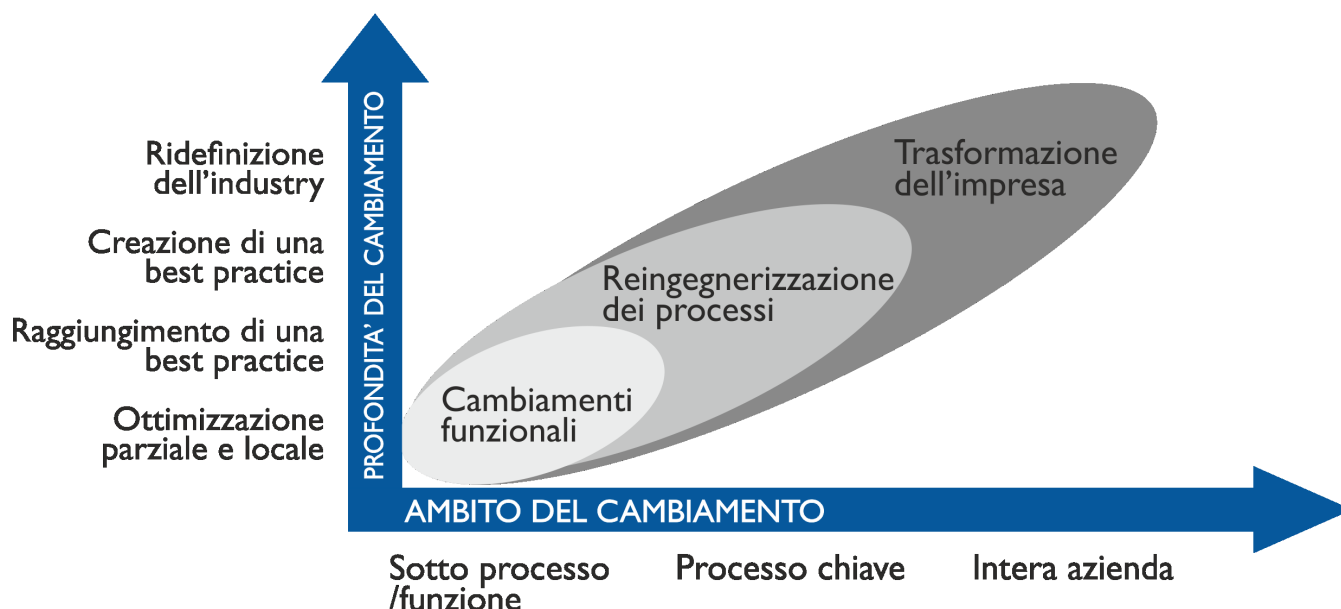 Ridefinizione
dell'industry
Creazione di una
best practice
Raggiungimento di una
best practice
Ottimizzazione
parziale e locale
PROFONDITA' DEL CAMBIAMENTO
Trasformazione
dell'impresa
Reingegnerizzazione
dei processi
Cambiamenti
funzionali
AMBITO DEL CAMBIAMENTO
Sotto processo
/funzione
Processo chiave
Intera azienda